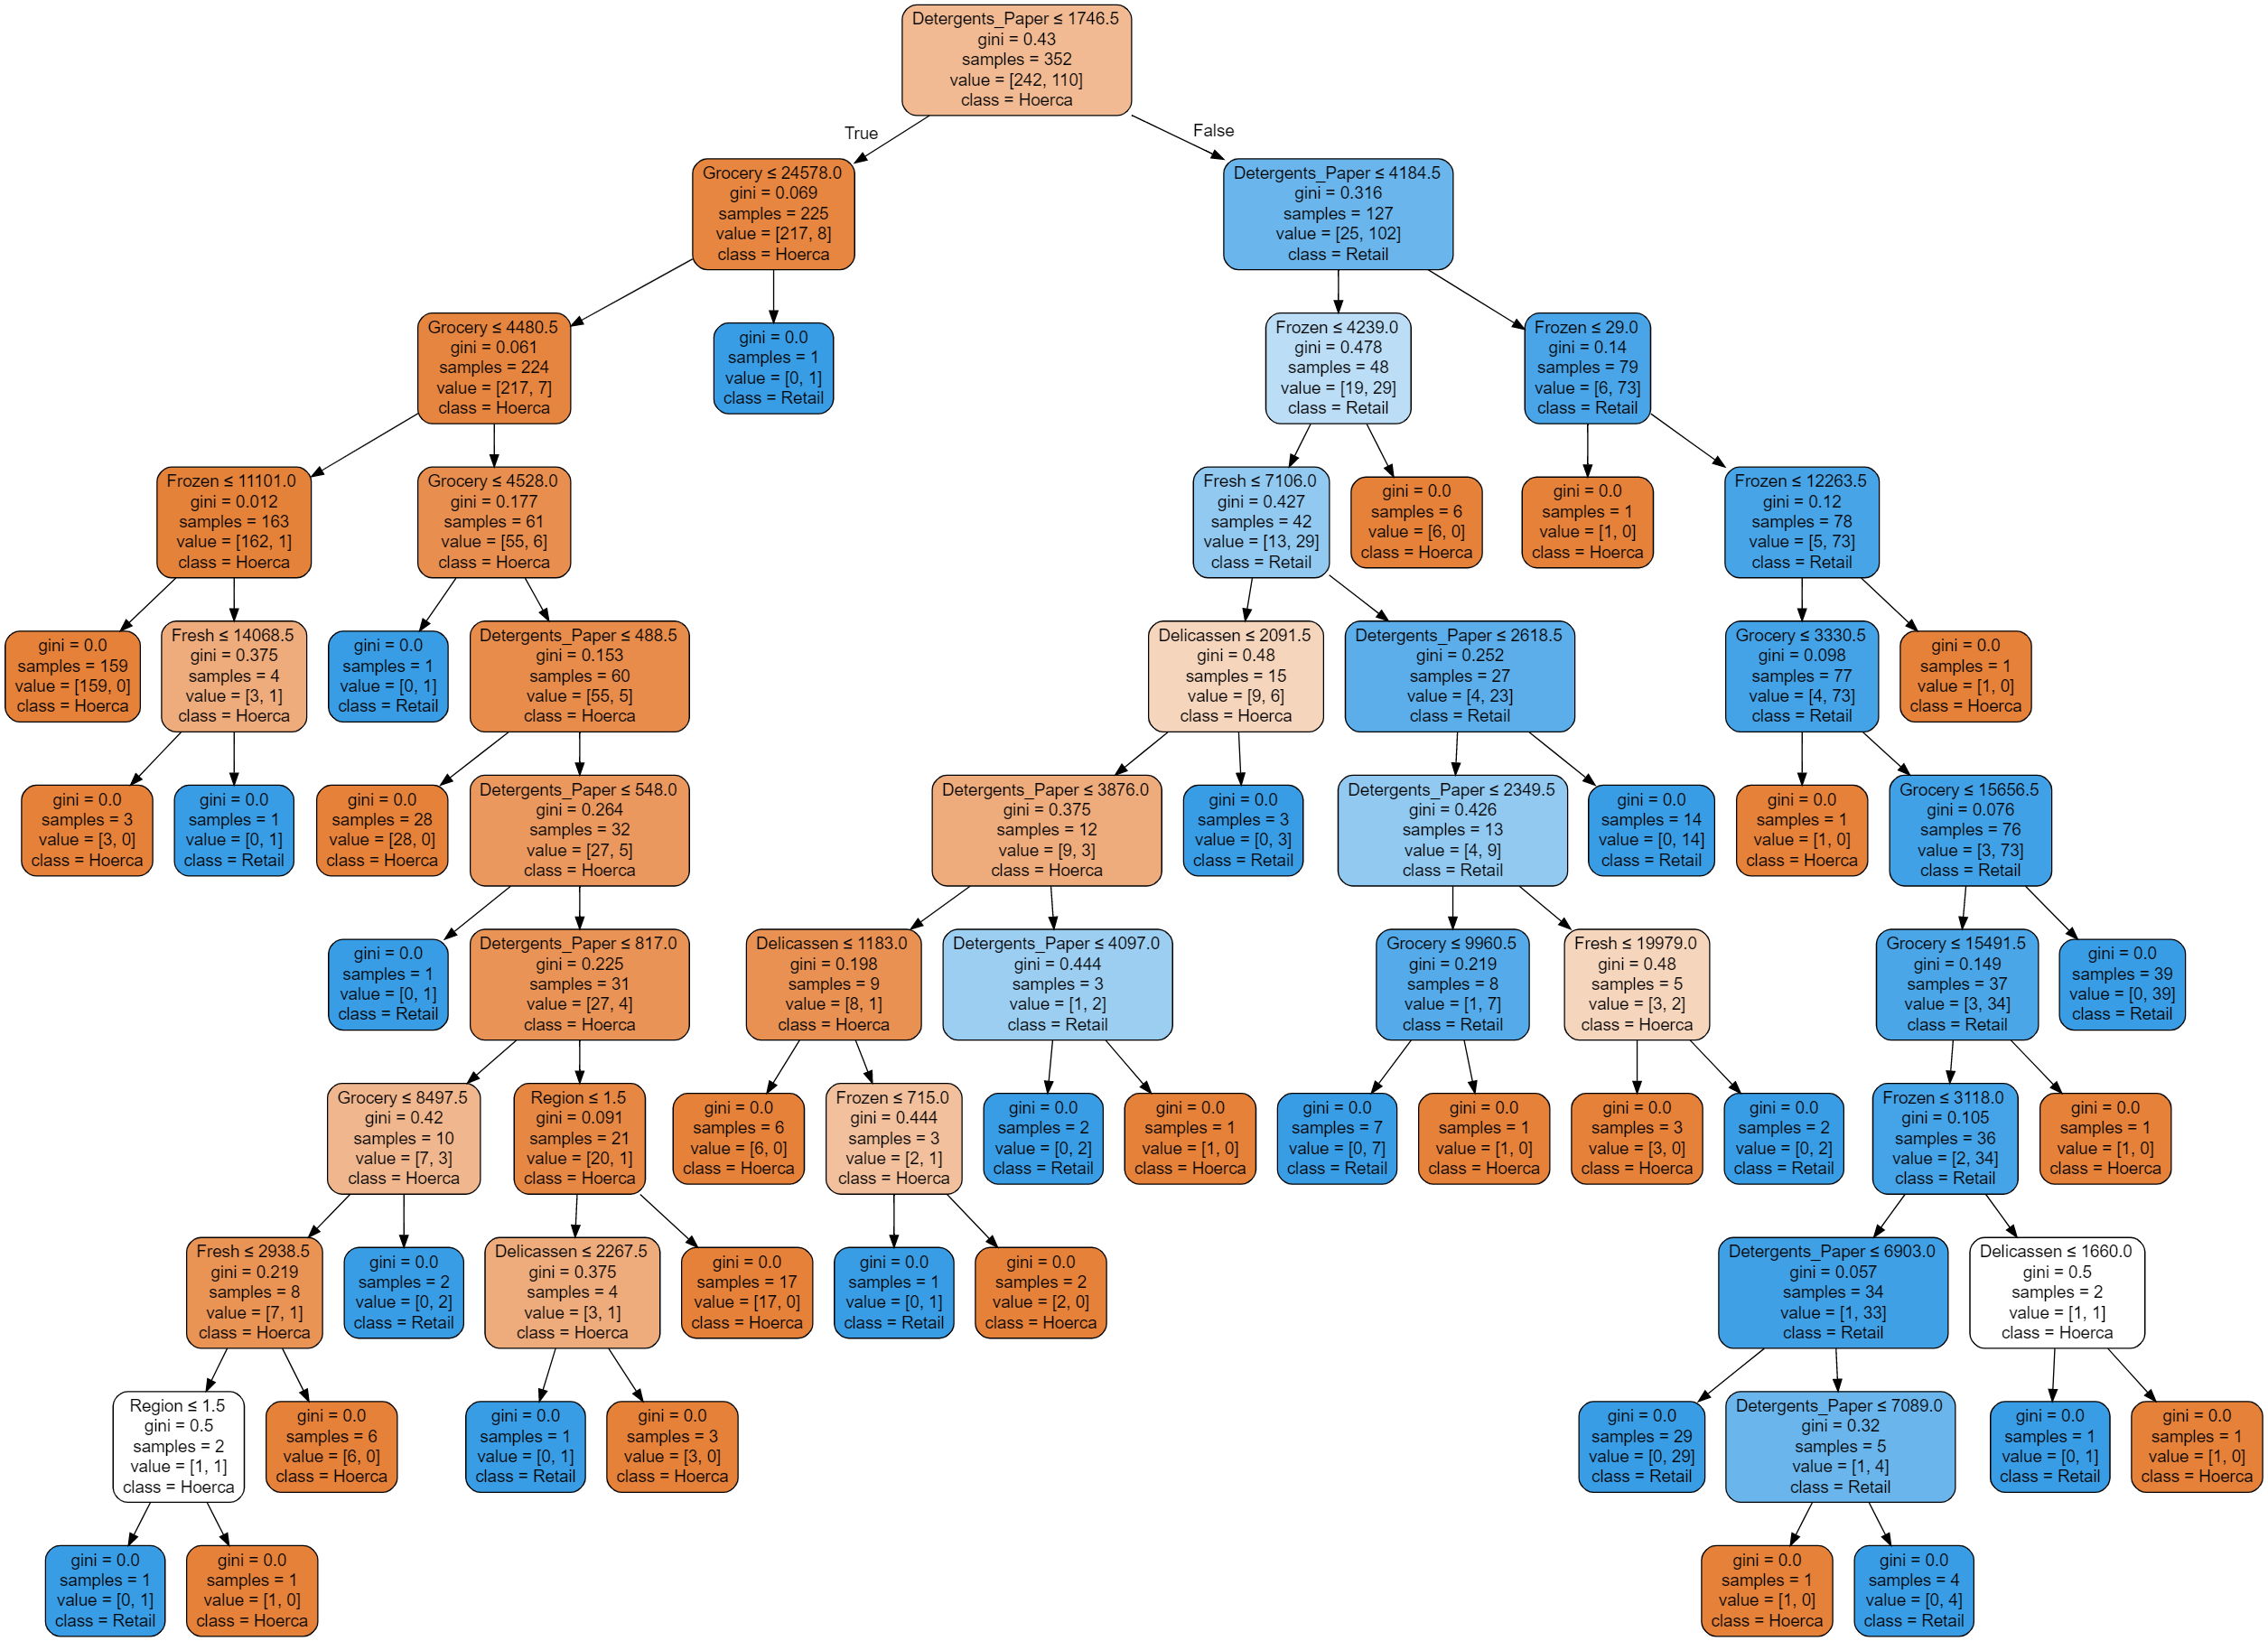 Detergents_Paper ≤ 1746.5
gini = 0.43
samples = 352
value = [242, 110]
class = Hoerca
True
False
Grocery ≤ 24578.0
gini = 0.069
samples = 225
value = [217, 8]
class = Hoerca
Detergents_Paper ≤ 4184.5
gini = 0.316
samples = 127
value = [25, 102]
class = Retail
Grocery ≤ 4480.5
gini = 0.061
samples = 224
value = [217, 7]
class = Hoerca
gini = 0.0
samples = 1
value = [0, 1]
class = Retail
Frozen ≤ 4239.0
gini = 0.478
samples = 48
value = [19, 29]
class = Retail
Frozen ≤ 29.0
gini = 0.14
samples = 79
value = [6, 73]
class = Retail
Frozen ≤ 11101.0
gini = 0.012
samples = 163
value = [162, 1]
class = Hoerca
Grocery ≤ 4528.0
gini = 0.177
samples = 61
value = [55, 6]
class = Hoerca
Fresh ≤ 7106.0
gini = 0.427
samples = 42
value = [13, 29]
class = Retail
gini = 0.0
samples = 6
value = [6, 0]
class = Hoerca
gini = 0.0
samples = 1
value = [1, 0]
class = Hoerca
Frozen ≤ 12263.5
gini = 0.12
samples = 78
value = [5, 73]
class = Retail
gini = 0.0
samples = 159
value = [159, 0]
class = Hoerca
Fresh ≤ 14068.5
gini = 0.375
samples = 4
value = [3, 1]
class = Hoerca
gini = 0.0
samples = 1
value = [0, 1]
class = Retail
Detergents_Paper ≤ 488.5
gini = 0.153
samples = 60
value = [55, 5]
class = Hoerca
Delicassen ≤ 2091.5
gini = 0.48
samples = 15
value = [9, 6]
class = Hoerca
Detergents_Paper ≤ 2618.5
gini = 0.252
samples = 27
value = [4, 23]
class = Retail
Grocery ≤ 3330.5
gini = 0.098
samples = 77
value = [4, 73]
class = Retail
gini = 0.0
samples = 1
value = [1, 0]
class = Hoerca
gini = 0.0
samples = 3
value = [3, 0]
class = Hoerca
gini = 0.0
samples = 1
value = [0, 1]
class = Retail
gini = 0.0
samples = 28
value = [28, 0]
class = Hoerca
Detergents_Paper ≤ 548.0
gini = 0.264
samples = 32
value = [27, 5]
class = Hoerca
Detergents_Paper ≤ 3876.0
gini = 0.375
samples = 12
value = [9, 3]
class = Hoerca
gini = 0.0
samples = 3
value = [0, 3]
class = Retail
Detergents_Paper ≤ 2349.5
gini = 0.426
samples = 13
value = [4, 9]
class = Retail
gini = 0.0
samples = 14
value = [0, 14]
class = Retail
gini = 0.0
samples = 1
value = [1, 0]
class = Hoerca
Grocery ≤ 15656.5
gini = 0.076
samples = 76
value = [3, 73]
class = Retail
gini = 0.0
samples = 1
value = [0, 1]
class = Retail
Detergents_Paper ≤ 817.0
gini = 0.225
samples = 31
value = [27, 4]
class = Hoerca
Delicassen ≤ 1183.0
gini = 0.198
samples = 9
value = [8, 1]
class = Hoerca
Detergents_Paper ≤ 4097.0
gini = 0.444
samples = 3
value = [1, 2]
class = Retail
Grocery ≤ 9960.5
gini = 0.219
samples = 8
value = [1, 7]
class = Retail
Fresh ≤ 19979.0
gini = 0.48
samples = 5
value = [3, 2]
class = Hoerca
Grocery ≤ 15491.5
gini = 0.149
samples = 37
value = [3, 34]
class = Retail
gini = 0.0
samples = 39
value = [0, 39]
class = Retail
Grocery ≤ 8497.5
gini = 0.42
samples = 10
value = [7, 3]
class = Hoerca
Region ≤ 1.5
gini = 0.091
samples = 21
value = [20, 1]
class = Hoerca
gini = 0.0
samples = 6
value = [6, 0]
class = Hoerca
Frozen ≤ 715.0
gini = 0.444
samples = 3
value = [2, 1]
class = Hoerca
gini = 0.0
samples = 2
value = [0, 2]
class = Retail
gini = 0.0
samples = 1
value = [1, 0]
class = Hoerca
gini = 0.0
samples = 7
value = [0, 7]
class = Retail
gini = 0.0
samples = 1
value = [1, 0]
class = Hoerca
gini = 0.0
samples = 3
value = [3, 0]
class = Hoerca
gini = 0.0
samples = 2
value = [0, 2]
class = Retail
Frozen ≤ 3118.0
gini = 0.105
samples = 36
value = [2, 34]
class = Retail
gini = 0.0
samples = 1
value = [1, 0]
class = Hoerca
Fresh ≤ 2938.5
gini = 0.219
samples = 8
value = [7, 1]
class = Hoerca
gini = 0.0
samples = 2
value = [0, 2]
class = Retail
Delicassen ≤ 2267.5
gini = 0.375
samples = 4
value = [3, 1]
class = Hoerca
gini = 0.0
samples = 17
value = [17, 0]
class = Hoerca
gini = 0.0
samples = 1
value = [0, 1]
class = Retail
gini = 0.0
samples = 2
value = [2, 0]
class = Hoerca
Detergents_Paper ≤ 6903.0
gini = 0.057
samples = 34
value = [1, 33]
class = Retail
Delicassen ≤ 1660.0
gini = 0.5
samples = 2
value = [1, 1]
class = Hoerca
Region ≤ 1.5
gini = 0.5
samples = 2
value = [1, 1]
class = Hoerca
gini = 0.0
samples = 6
value = [6, 0]
class = Hoerca
gini = 0.0
samples = 1
value = [0, 1]
class = Retail
gini = 0.0
samples = 3
value = [3, 0]
class = Hoerca
gini = 0.0
samples = 29
value = [0, 29]
class = Retail
Detergents_Paper ≤ 7089.0
gini = 0.32
samples = 5
value = [1, 4]
class = Retail
gini = 0.0
samples = 1
value = [0, 1]
class = Retail
gini = 0.0
samples = 1
value = [1, 0]
class = Hoerca
gini = 0.0
samples = 1
value = [0, 1]
class = Retail
gini = 0.0
samples = 1
value = [1, 0]
class = Hoerca
gini = 0.0
samples = 1
value = [1, 0]
class = Hoerca
gini = 0.0
samples = 4
value = [0, 4]
class = Retail